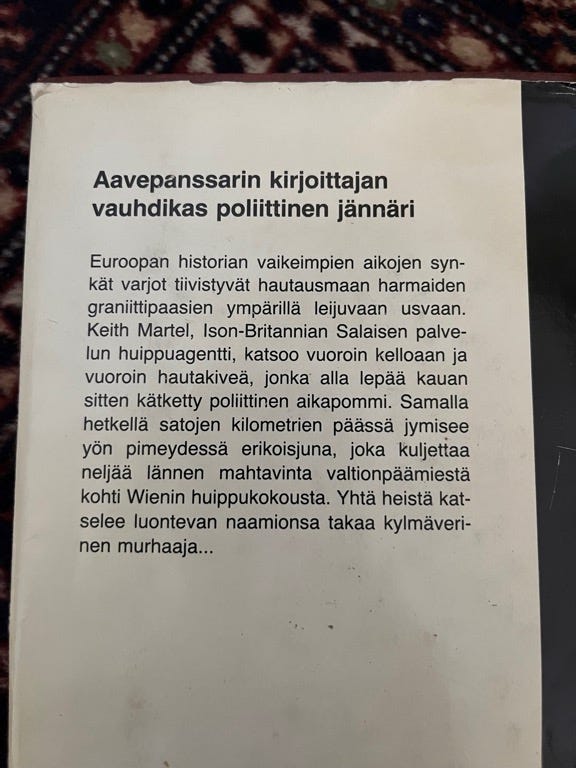 Aavepanssarin kirjoittajan
vauhdikas poliittinen jännäri
Euroopan historian vaikeimpien aikojen syn-
kät varjot tiivistyvät hautausmaan harmaiden
graniittipaasien ympärillä leijuvaan usvaan.
Keith Martel, Ison-Britannian Salaisen palve-
lun huippuagentti, katsoo vuoroin kelloaan ja
vuoroin hautakiveä, jonka alla lepää kauan
sitten kätketty poliittinen aikapommi. Samalla
hetkellä satojen kilometrien päässä jymisee
yön pimeydessä erikoisjuna, joka kuljettaa
neljää lännen mahtavinta valtionpäämiestä
kohti Wienin huippukokousta. Yhtä heistä kat-
selee luontevan naamionsa takaa kylmäveri-
nen murhaaja...